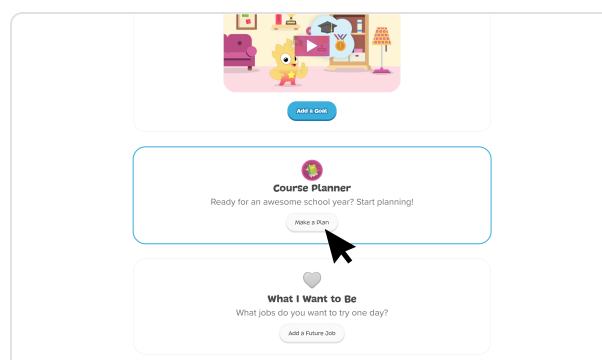 Add a Goal
Course Planner
Ready for an awesome school year? Start planning!
Make a Plan
What I Want to Be
What jobs do you want to try one day?
Add a Future Job